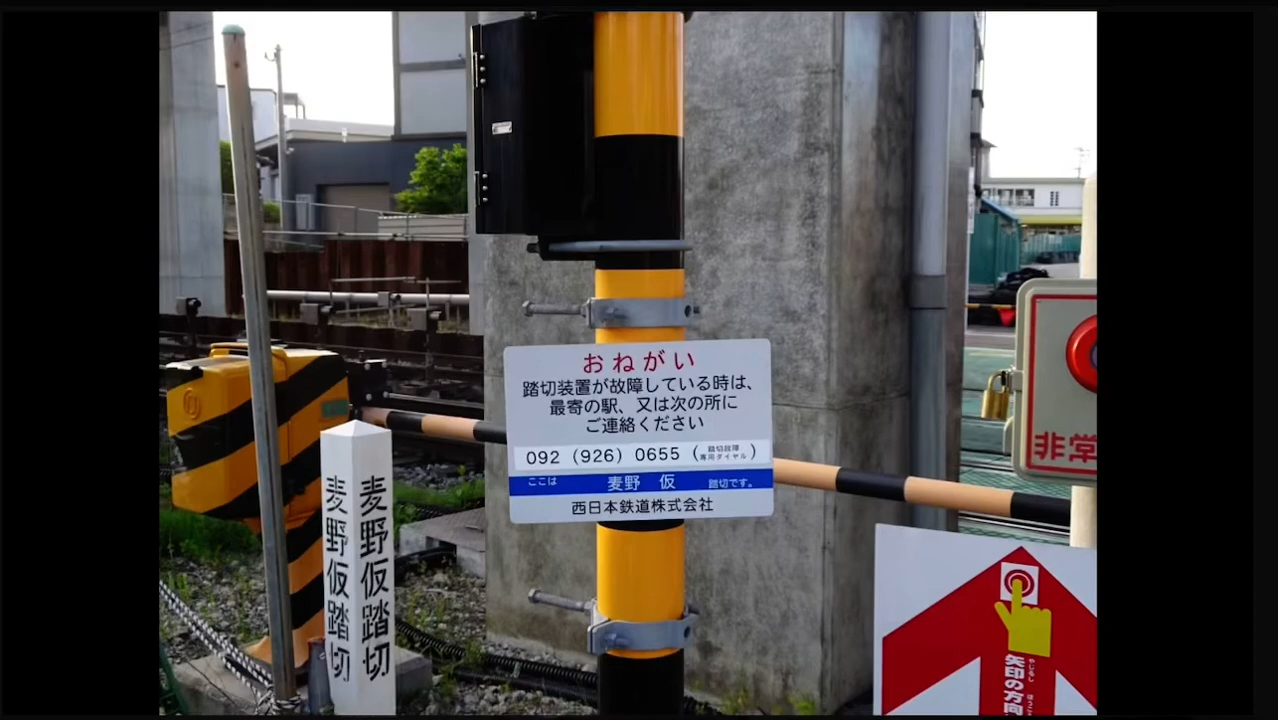 おねがい
踏切装置が故障している時は、
最寄の駅、又は次の所に
ご連絡ください
092 (926) 0655 (踏切故障専用ダイヤル)
ここは 麦野 仮 踏切です。
西日本鉄道株式会社
麦野仮踏切
麦野仮踏切
非常
矢印の方向